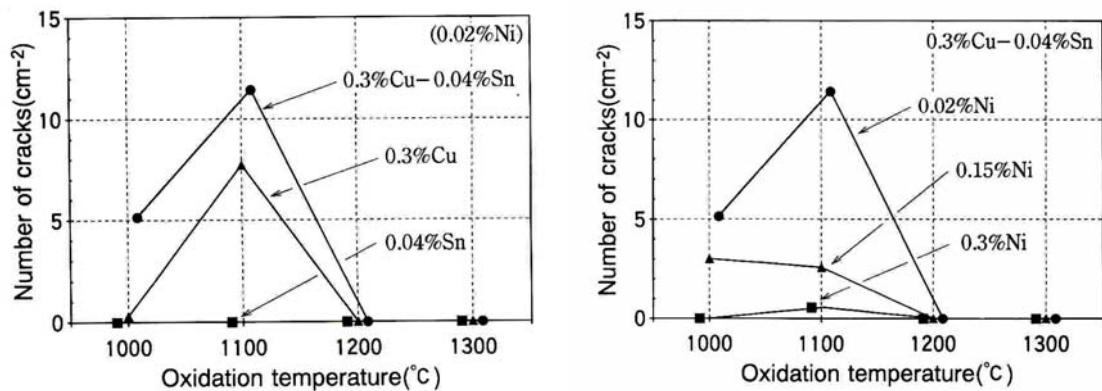 15
10
5
0
Number of cracks(cm-2)
(0.02%Ni)
0.3%Cu−0.04%Sn
0.3%Cu
0.04%Sn
1000 1100 1200 1300
Oxidation temperature(℃)
15
10
5
0
Number of cracks(cm-2)
0.3%Cu−0.04%Sn
0.02%Ni
0.15%Ni
0.3%Ni
1000 1100 1200 1300
Oxidation temperature(℃)